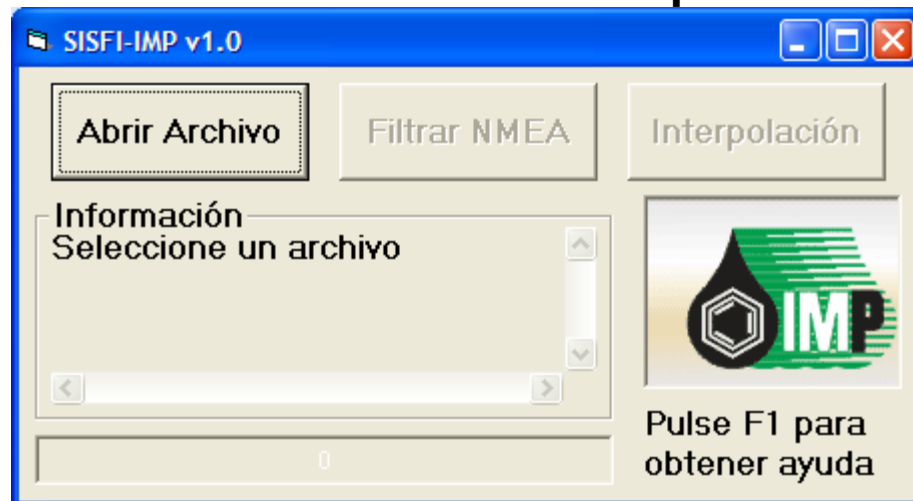 SISFI-IMP v1.0
Abrir Archivo
Filtrar NMEA
Interpolación
Información
Seleccione un archivo
IMP
0
Pulse F1 para
obtener ayuda